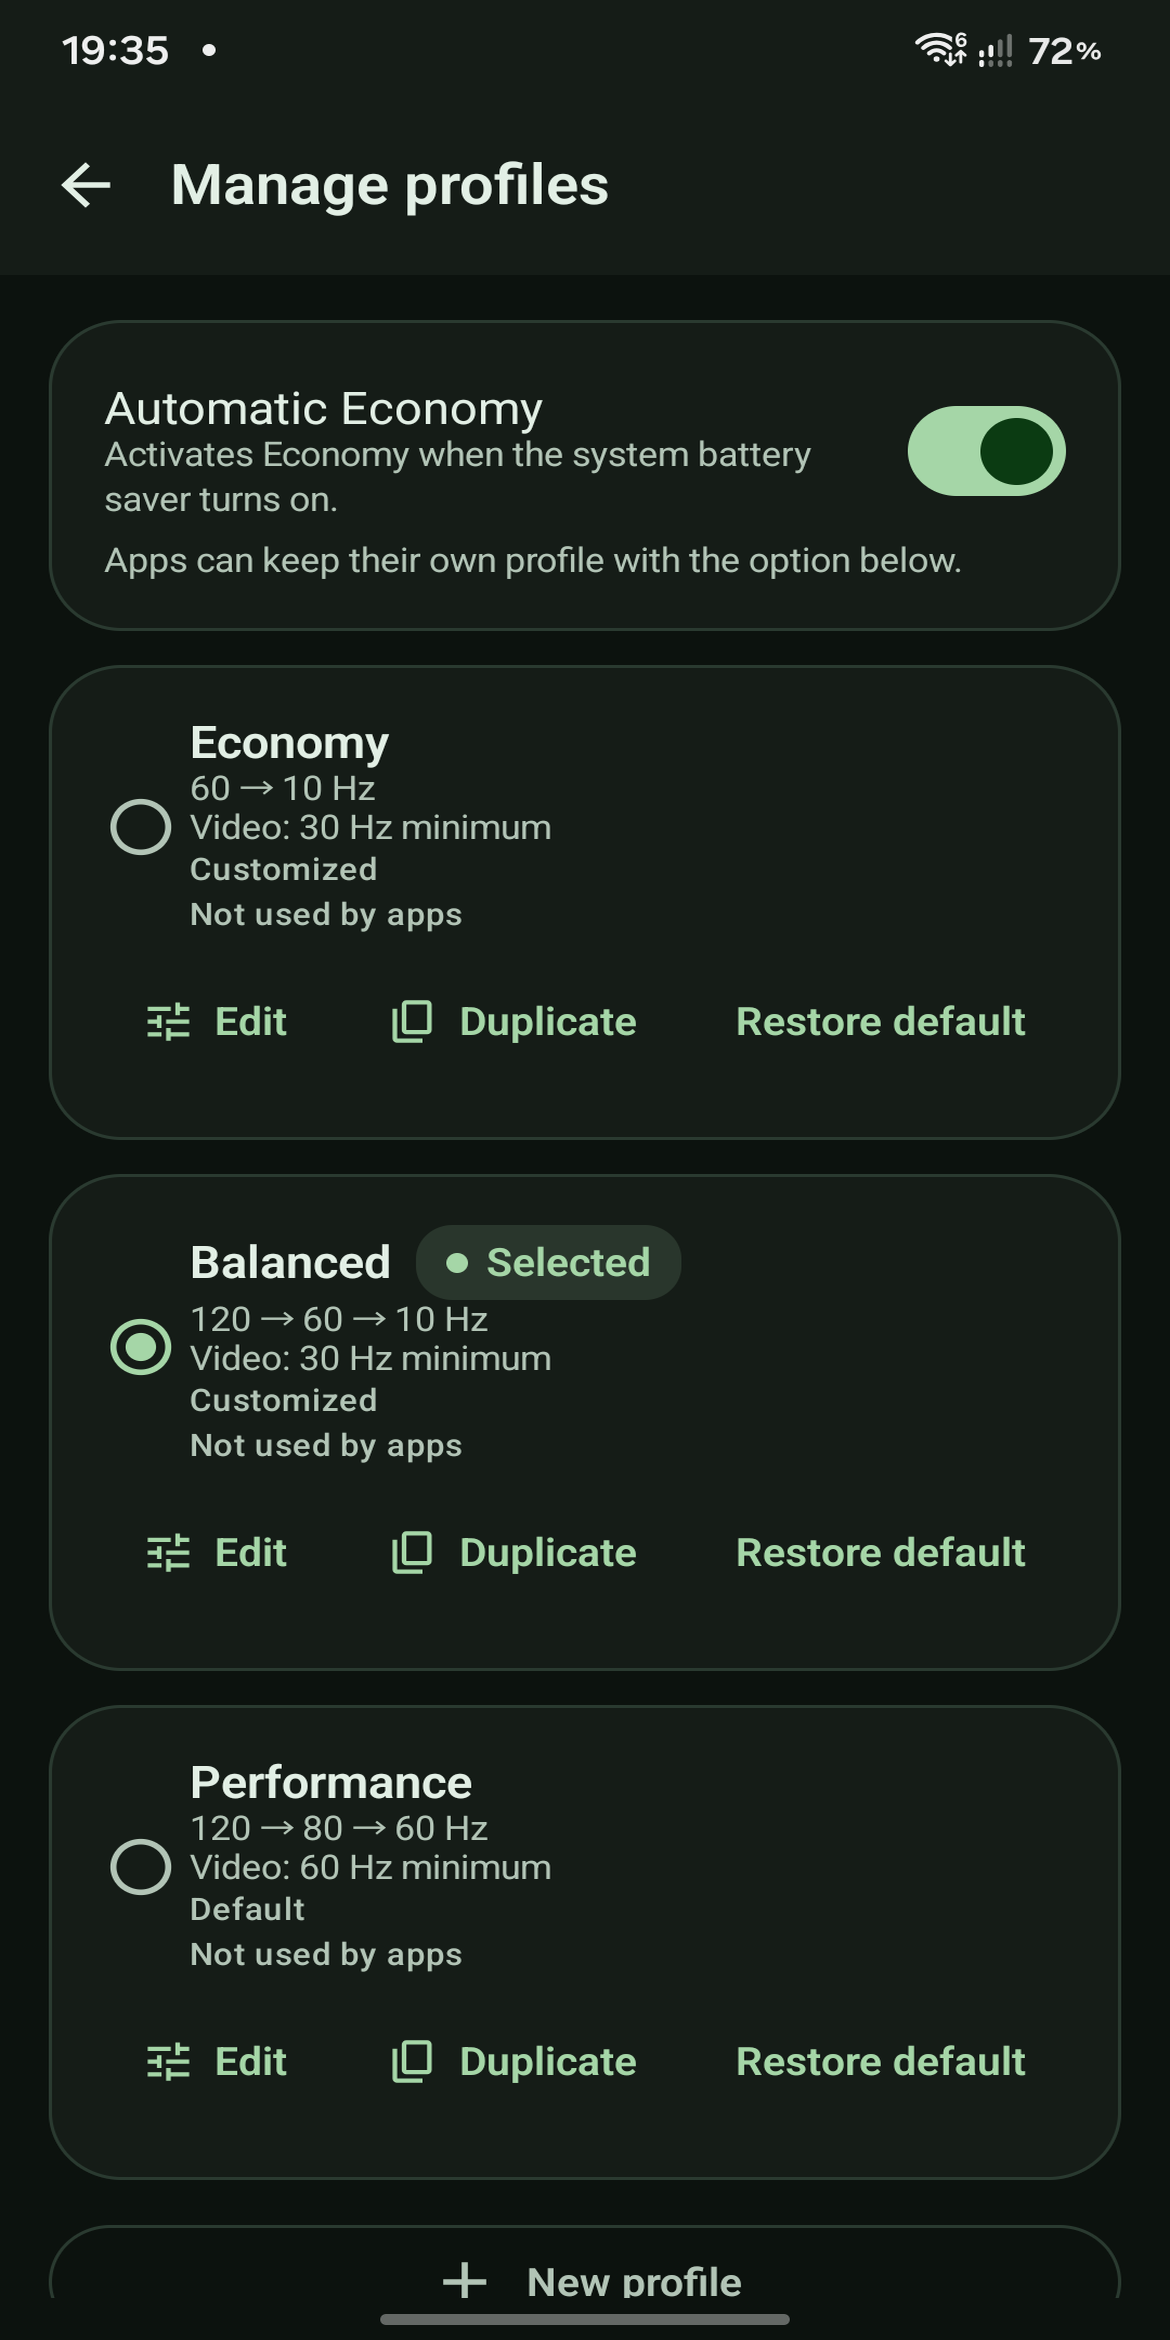 19:35
6 72%
Manage profiles
Automatic Economy
Activates Economy when the system battery
saver turns on.
Apps can keep their own profile with the option below.
Economy
60 → 10 Hz
Video: 30 Hz minimum
Customized
Not used by apps
Edit Duplicate Restore default
Balanced Selected
120 → 60 → 10 Hz
Video: 30 Hz minimum
Customized
Not used by apps
Edit Duplicate Restore default
Performance
120 → 80 → 60 Hz
Video: 60 Hz minimum
Default
Not used by apps
Edit Duplicate Restore default
New profile